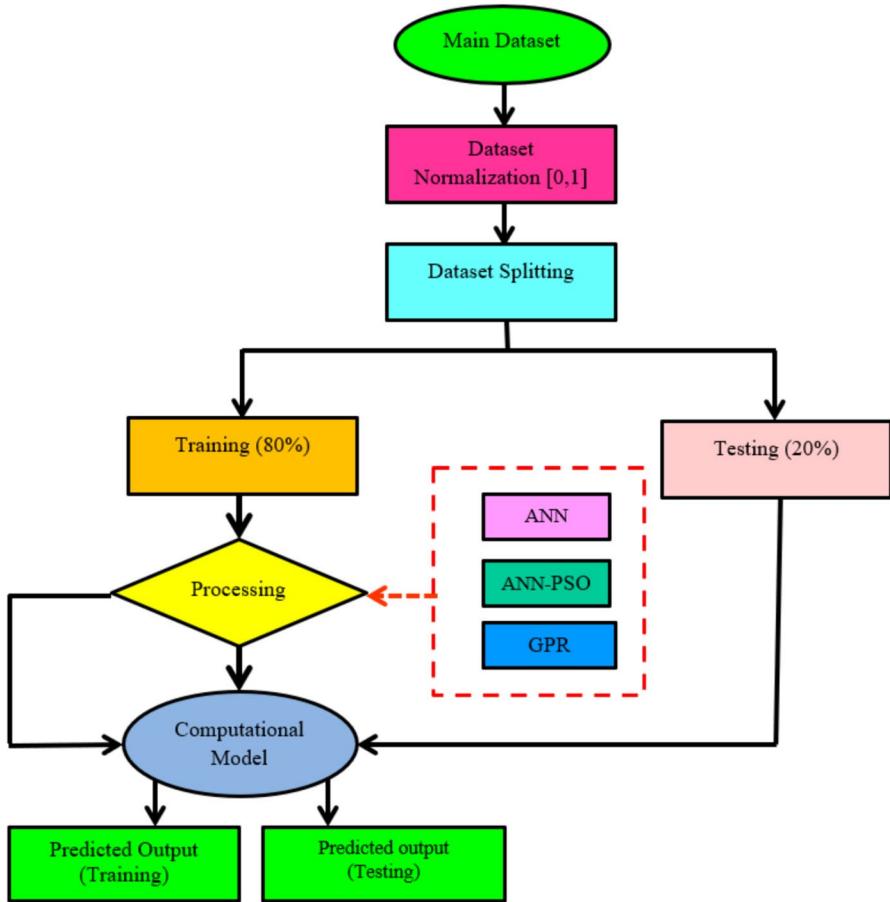 Main Dataset
Dataset
Normalization [0,1]
Dataset Splitting
Training (80%)
Testing (20%)
ANN
ANN-PSO
GPR
Processing
Computational
Model
Predicted Output
(Training)
Predicted output
(Testing)